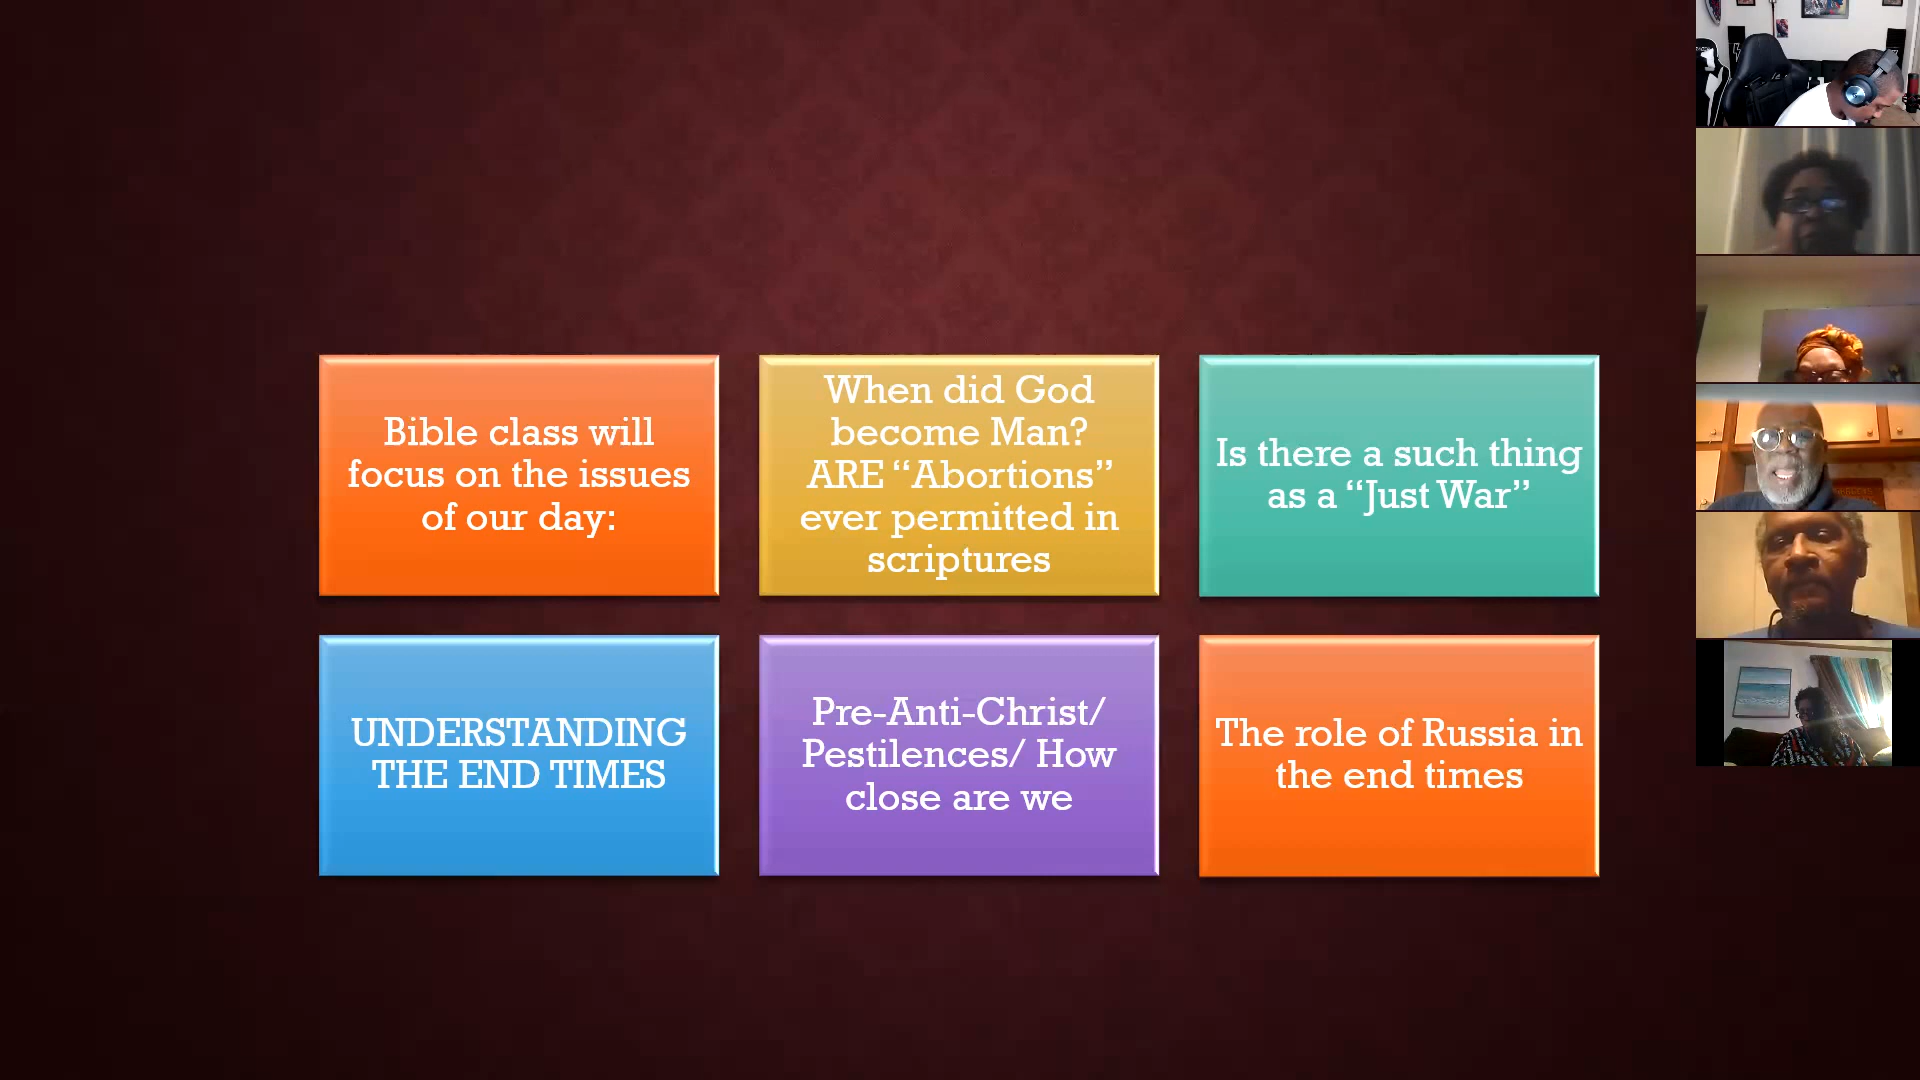 Bible class will
focus on the issues
of our day:
When did God
become Man?
ARE “Abortions”
ever permitted in
scriptures
Is there a such thing
as a “Just War”
UNDERSTANDING
THE END TIMES
Pre-Anti-Christ/
Pestilences/ How
close are we
The role of Russia in
the end times